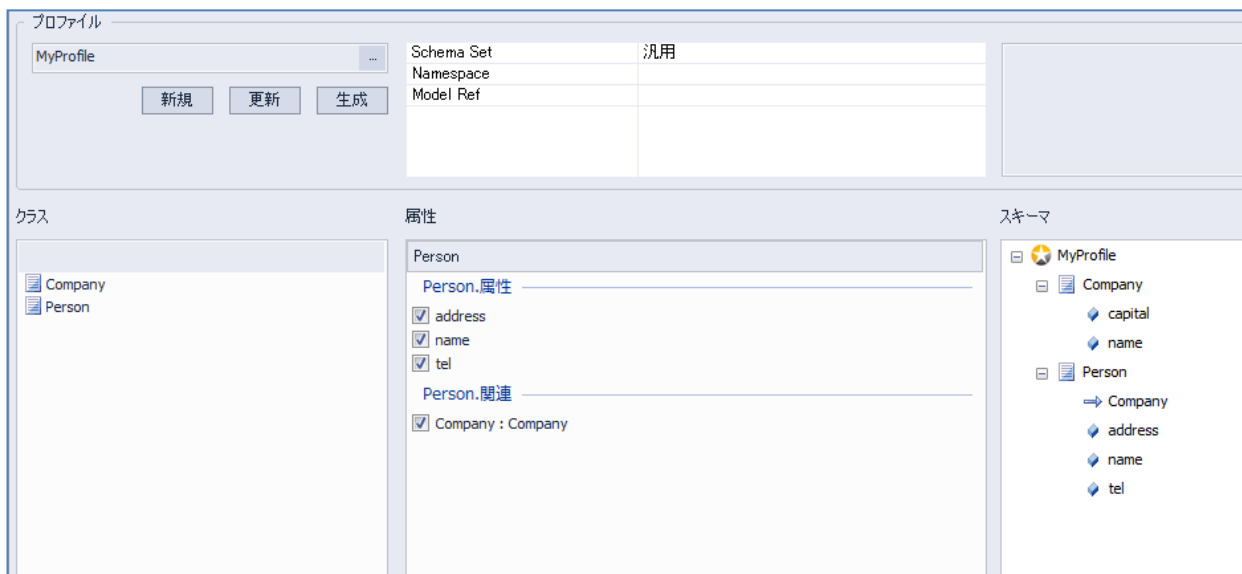 プロファイル
MyProfile ...
新規 更新 生成
Schema Set 汎用
Namespace
Model Ref
クラス
Company
Person
属性
Person
Person.属性
address
name
tel
Person.関連
Company : Company
スキーマ
MyProfile
Company
capital
name
Person
Company
address
name
tel